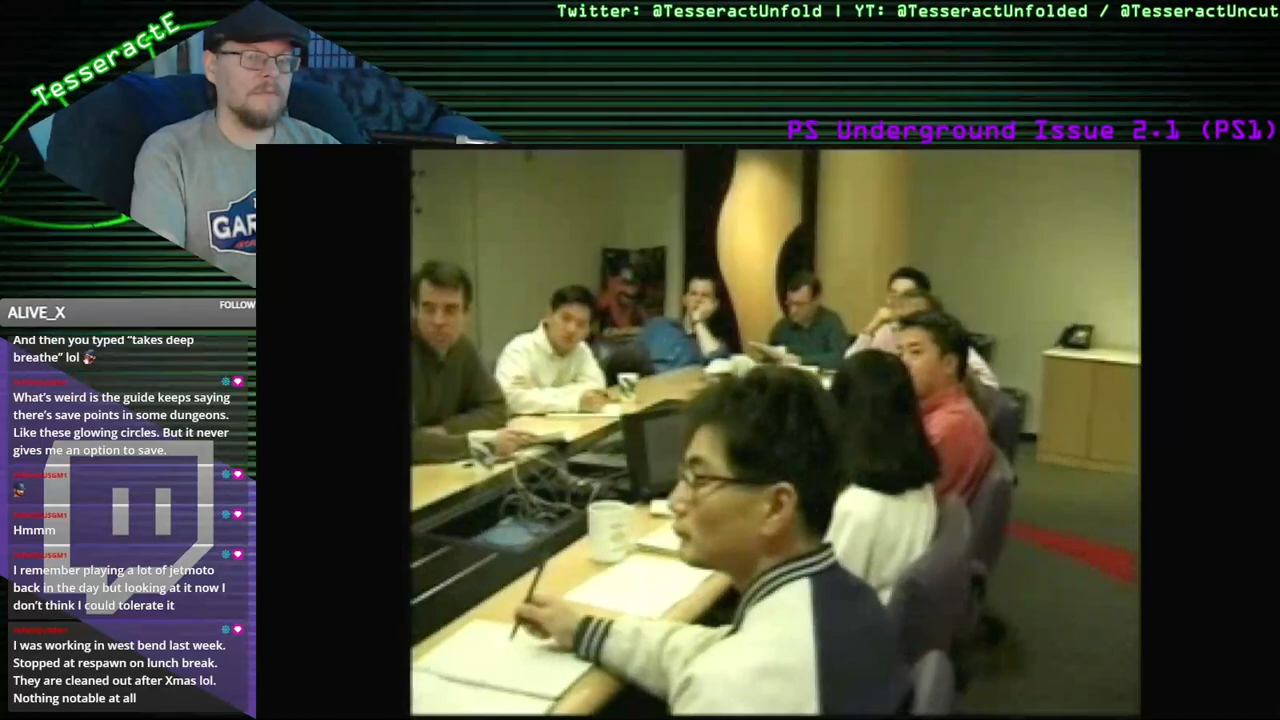 Twitter: @TesseractUnfold | YT: @TesseractUnfolded / @TesseractUncut
TesseractE
PS Underground Issue 2.1 (PS1)
GAR
ALIVE_X
FOLLOW
And then you typed “takes deep
breathe” lol
What’s weird is the guide keeps saying
there’s save points in some dungeons.
Like these glowing circles. But it never
gives me an option to save.
Hmmm
I remember playing a lot of jetmoto
back in the day but looking at it now I
don’t think I could tolerate it
I was working in west bend last week.
Stopped at respawn on lunch break.
They are cleaned out after Xmas lol.
Nothing notable at all